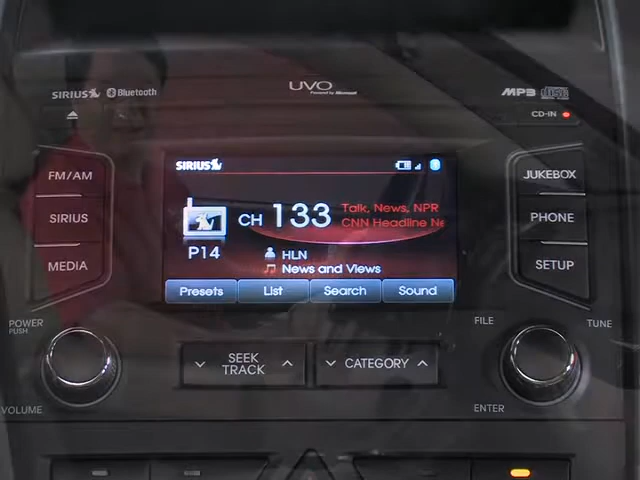 SIRIUS Bluetooth
UVO
Powered by Microsoft
MP3 disc
CD-IN
FM/AM
SIRIUS
MEDIA
SIRIUS
CH 133
Talk, News, NPR
CNN Headline Ne
P14
HLN
News and Views
Presets List Search Sound
JUKEBOX
PHONE
SETUP
POWER
PUSH
VOLUME
SEEK
TRACK
CATEGORY
FILE
TUNE
ENTER